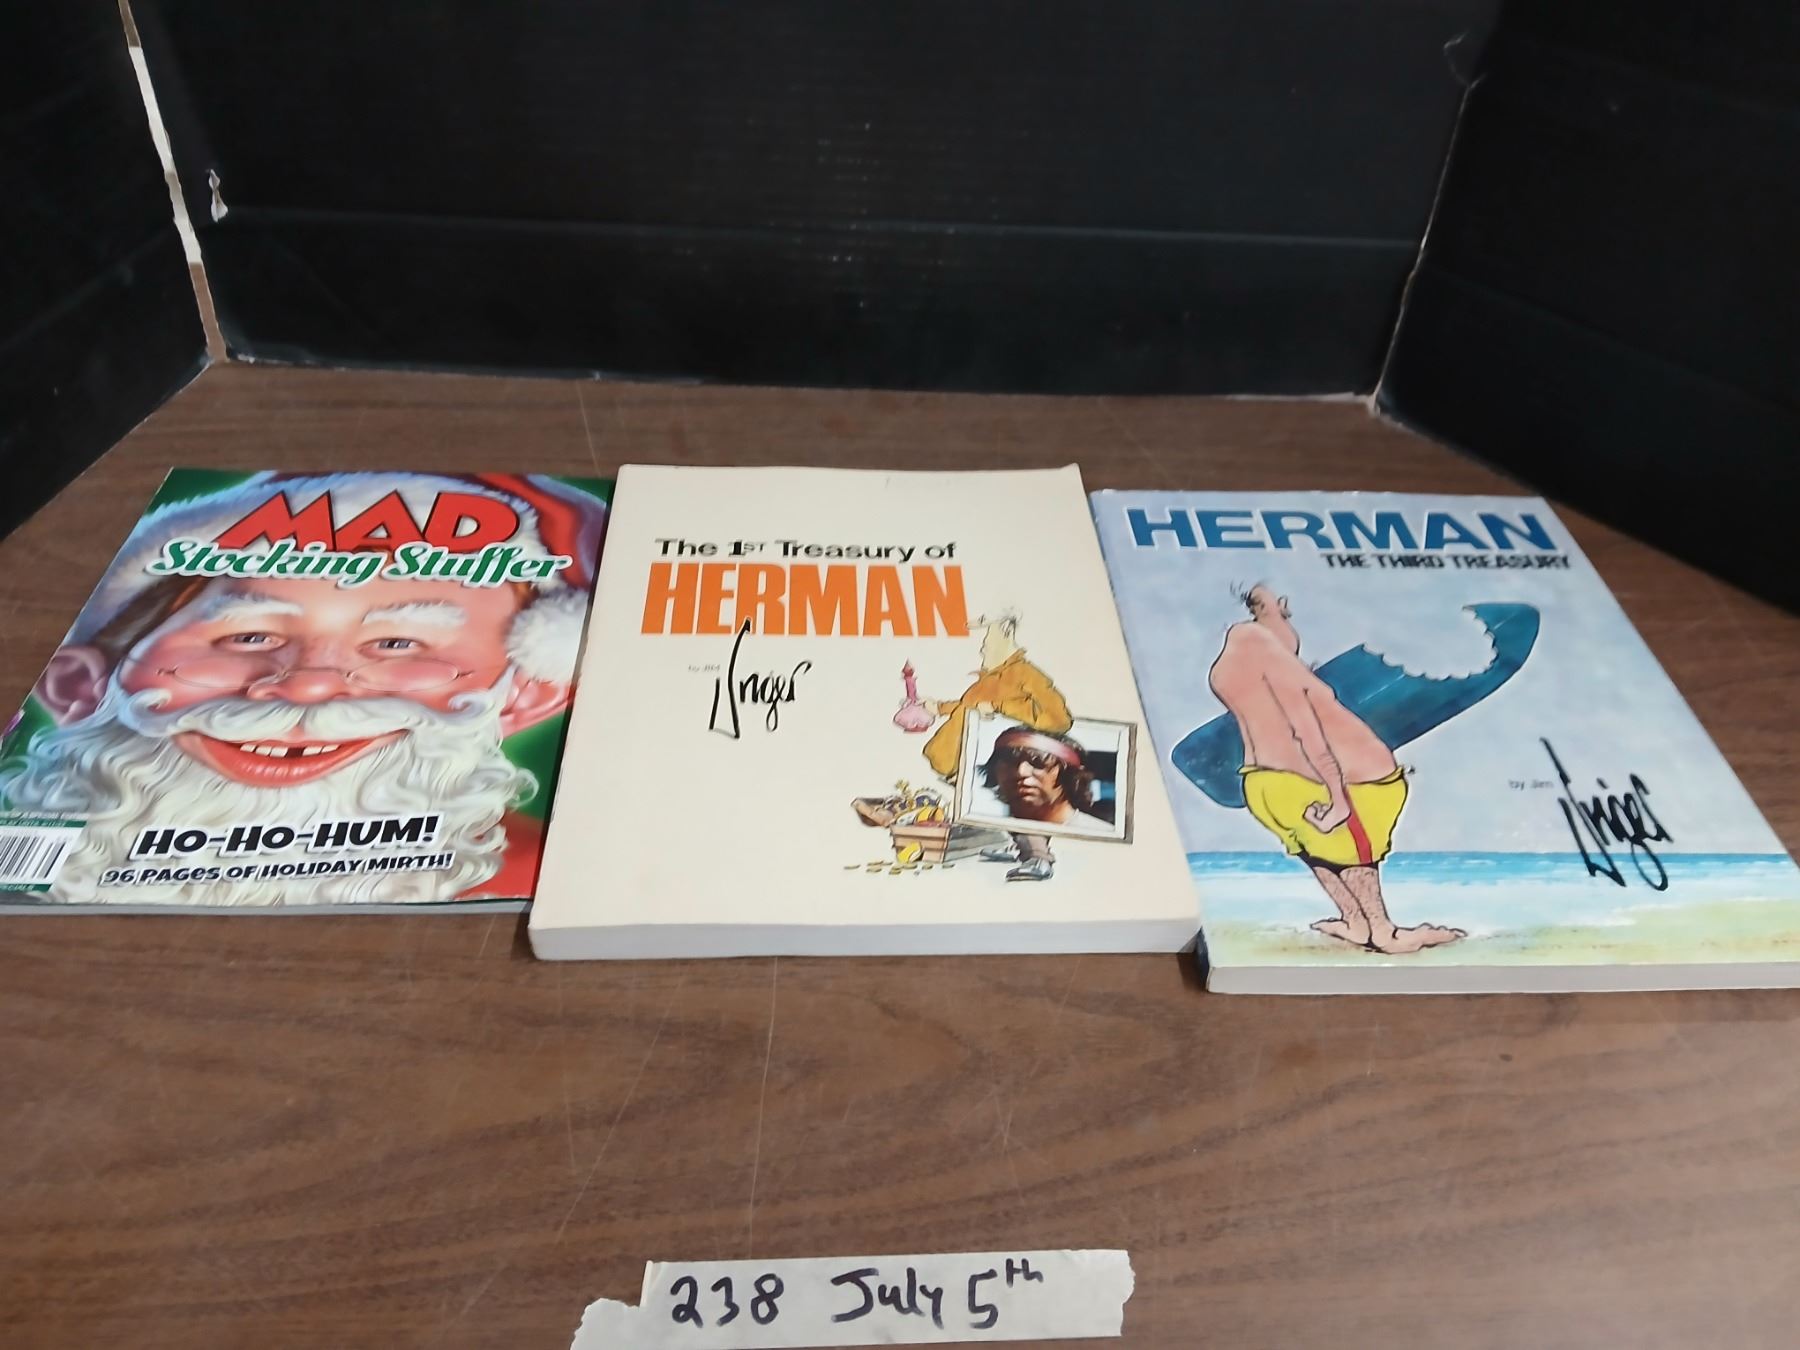 MAD
Stocking Stuffer
HO-HO-HUM!
96 PAGES OF HOLIDAY MIRTH!
The 1ST Treasury of
HERMAN
by Jim
Unger
HERMAN
THE THIRD TREASURY
by Jim
Unger
238 July 5th